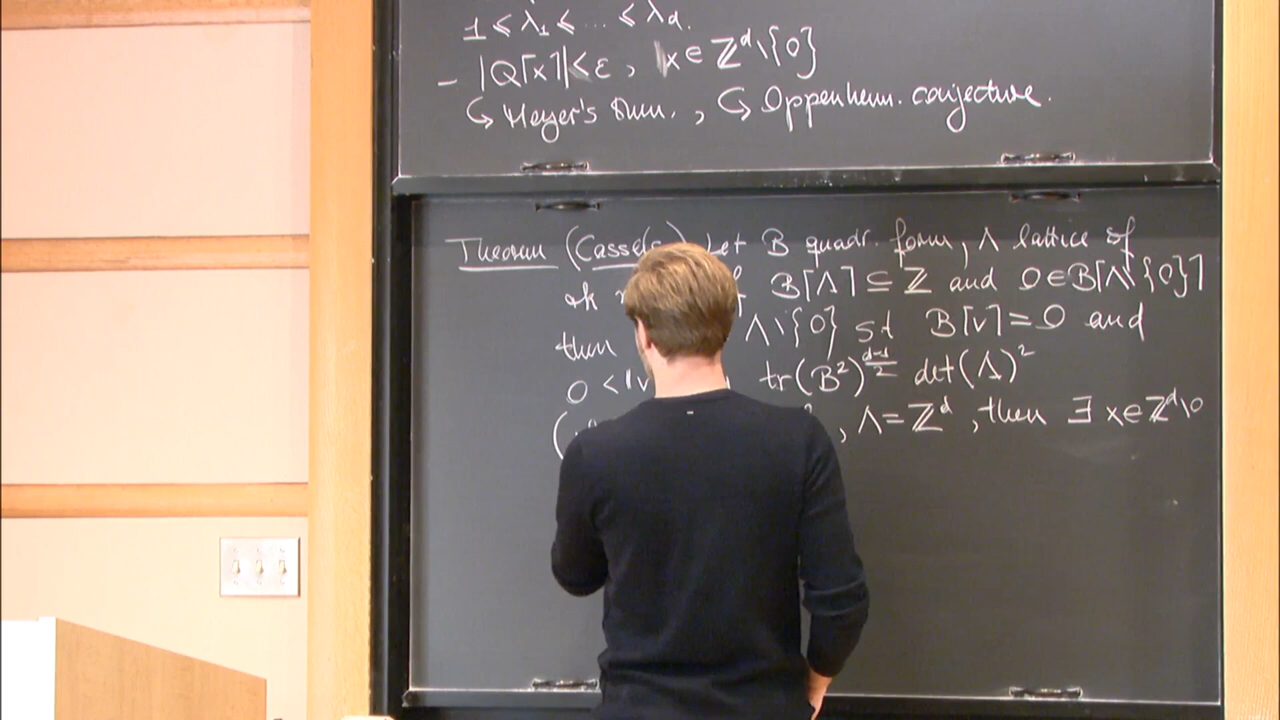 1 ≤ λ₁ ≤ ... ≤ λd.
- |Q[x]| < ε, x ∈ ℤᵈ\{0}
↪ Meyer's thm., ↪ Oppenheim. conjecture.
Theorem (Cassels) Let B quadr. form, Λ lattice of
B[Λ] ⊆ ℤ and 0 ∈ B[Λ\{0}]
then Λ\{0} st B[v] = 0 and
0 < tr(B²)^((d-1)/2) det(Λ)²
( , Λ = ℤᵈ, then ∃ x ∈ ℤᵈ\0